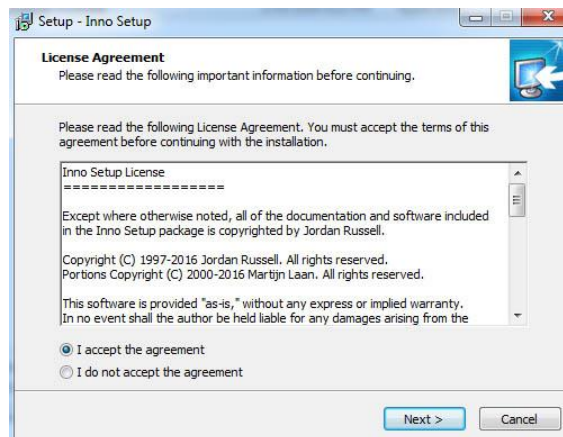 Setup - Inno Setup
License Agreement
Please read the following important information before continuing.
Please read the following License Agreement. You must accept the terms of this
agreement before continuing with the installation.
Inno Setup License
==================
Except where otherwise noted, all of the documentation and software included
in the Inno Setup package is copyrighted by Jordan Russell.
Copyright (C) 1997-2016 Jordan Russell. All rights reserved.
Portions Copyright (C) 2000-2016 Martijn Laan. All rights reserved.
This software is provided "as-is," without any express or implied warranty.
In no event shall the author be held liable for any damages arising from the
I accept the agreement
I do not accept the agreement
Next >
Cancel